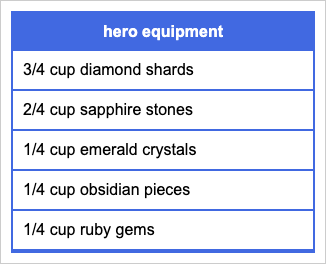 hero equipment
3/4 cup diamond shards
2/4 cup sapphire stones
1/4 cup emerald crystals
1/4 cup obsidian pieces
1/4 cup ruby gems